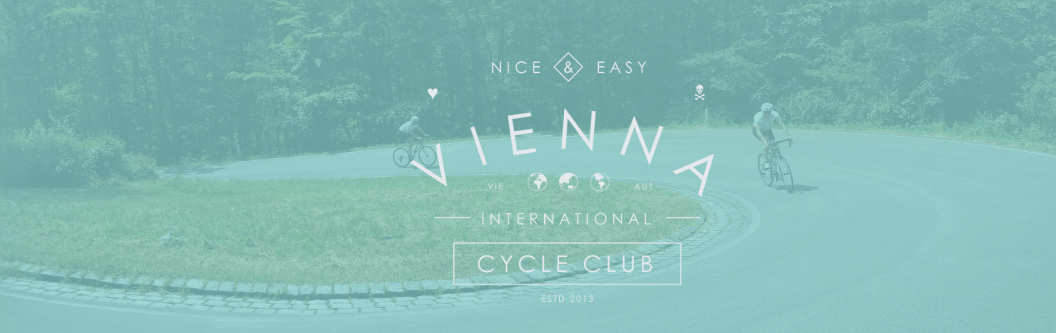 NICE & EASY
VIENNA
VIE AUT
INTERNATIONAL
CYCLE CLUB
ESTD 2013